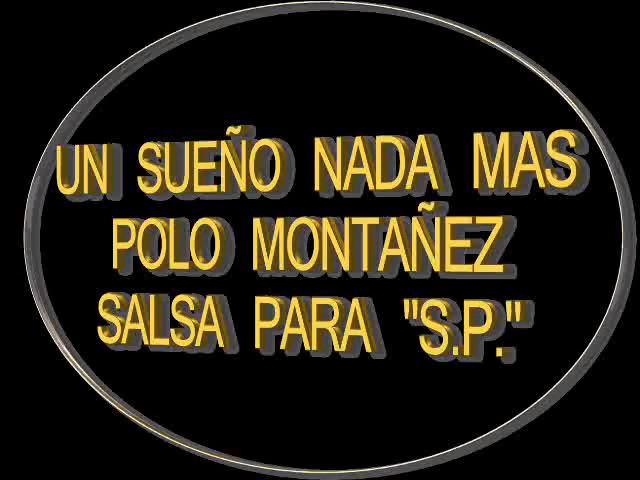 UN SUEÑO NADA MAS
POLO MONTAÑEZ
SALSA PARA "S.P."